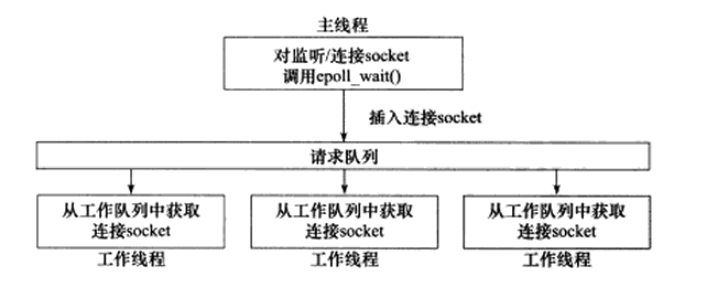 主线程
对监听/连接socket
调用epoll_wait()
插入连接socket
请求队列
从工作队列中获取
连接socket
从工作队列中获取
连接socket
从工作队列中获取
连接socket
工作线程
工作线程
工作线程